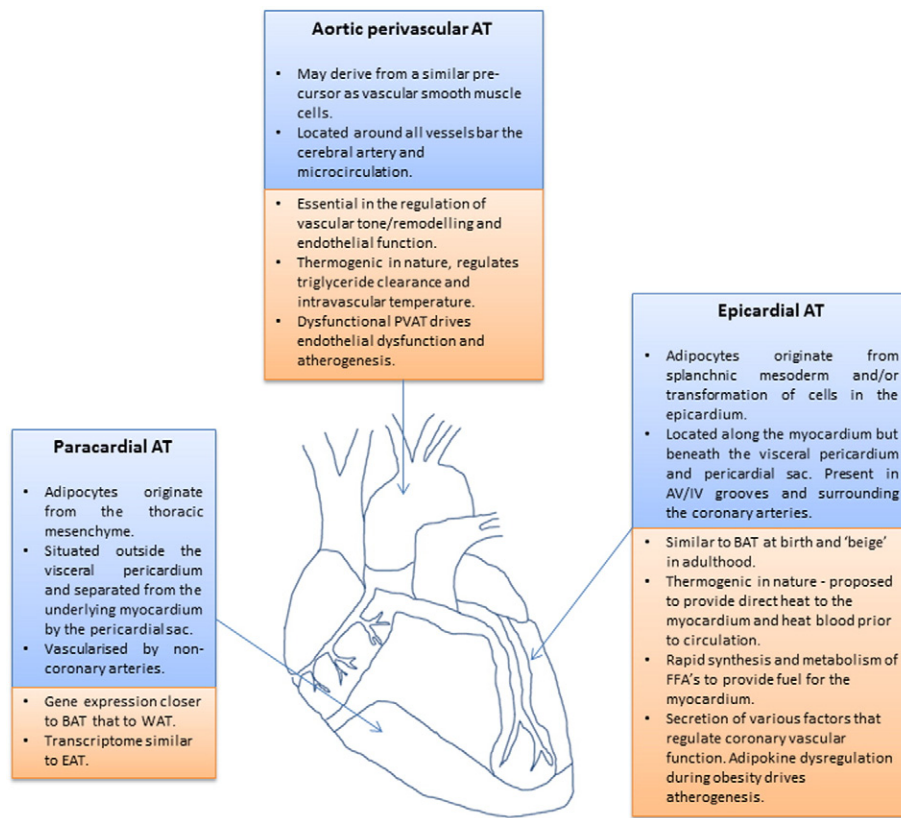 Aortic perivascular AT
• May derive from a similar pre-
cursor as vascular smooth muscle
cells.
• Located around all vessels bar the
cerebral artery and
microcirculation.
• Essential in the regulation of
vascular tone/remodelling and
endothelial function.
• Thermogenic in nature, regulates
triglyceride clearance and
intravascular temperature.
• Dysfunctional PVAT drives
endothelial dysfunction and
atherogenesis.
Paracardial AT
• Adipocytes originate
from the thoracic
mesenchyme.
• Situated outside the
visceral pericardium
and separated from the
underlying myocardium
by the pericardial sac.
• Vascularised by non-
coronary arteries.
• Gene expression closer
to BAT that to WAT.
• Transcriptome similar
to EAT.
Epicardial AT
• Adipocytes originate from
splanchnic mesoderm and/or
transformation of cells in the
epicardium.
• Located along the myocardium but
beneath the visceral pericardium
and pericardial sac. Present in
AV/IV grooves and surrounding
the coronary arteries.
• Similar to BAT at birth and 'beige'
in adulthood.
• Thermogenic in nature - proposed
to provide direct heat to the
myocardium and heat blood prior
to circulation.
• Rapid synthesis and metabolism of
FFA's to provide fuel for the
myocardium.
• Secretion of various factors that
regulate coronary vascular
function. Adipokine dysregulation
during obesity drives
atherogenesis.